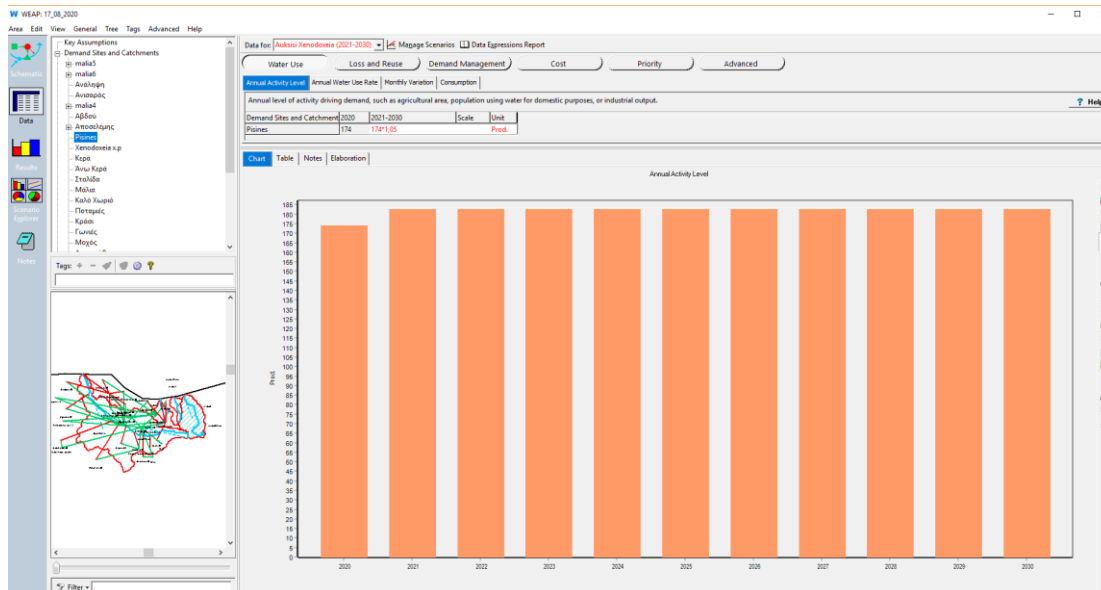 WEAP: 17_08_2020
Area Edit View General Tree Tags Advanced Help
Schematic
Data
Results
Scenario Explorer
Notes
Key Assumptions
Demand Sites and Catchments
malia5
malia6
Ανάληψη
Ανισαράς
malia4
Αβδού
Αποσελέμης
Pisines
Xenodoxeia x.p
Κερά
Άνω Κερά
Σταλίδα
Μάλια
Καλό Χωριό
Ποταμιές
Κράσι
Γωνιές
Μοχός
Tags:
Filter
Data for: Auksisi Xenodoxeia (2021-2030) Manage Scenarios Data Expressions Report
Water Use Loss and Reuse Demand Management Cost Priority Advanced
Annual Activity Level Annual Water Use Rate Monthly Variation Consumption
Annual level of activity driving demand, such as agricultural area, population using water for domestic purposes, or industrial output.
? Help
Demand Sites and Catchment 2020 2021-2030 Scale Unit
Pisines 174 174*1,05 Prod.
Chart Table Notes Elaboration
Annual Activity Level
Prod.
185
180
175
170
165
160
155
150
145
140
135
130
125
120
115
110
105
100
95
90
85
80
75
70
65
60
55
50
45
40
35
30
25
20
15
10
5
0
2020 2021 2022 2023 2024 2025 2026 2027 2028 2029 2030